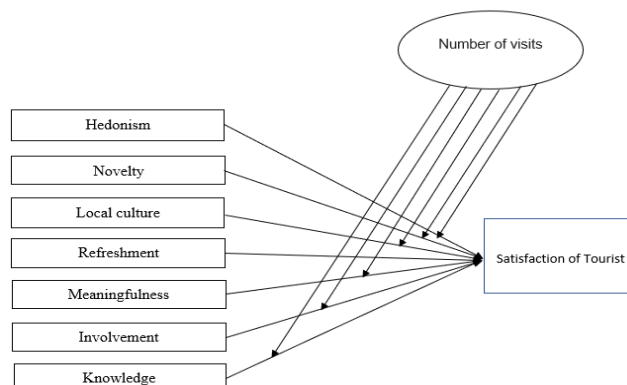 Number of visits
Hedonism
Novelty
Local culture
Refreshment
Meaningfulness
Involvement
Knowledge
Satisfaction of Tourist